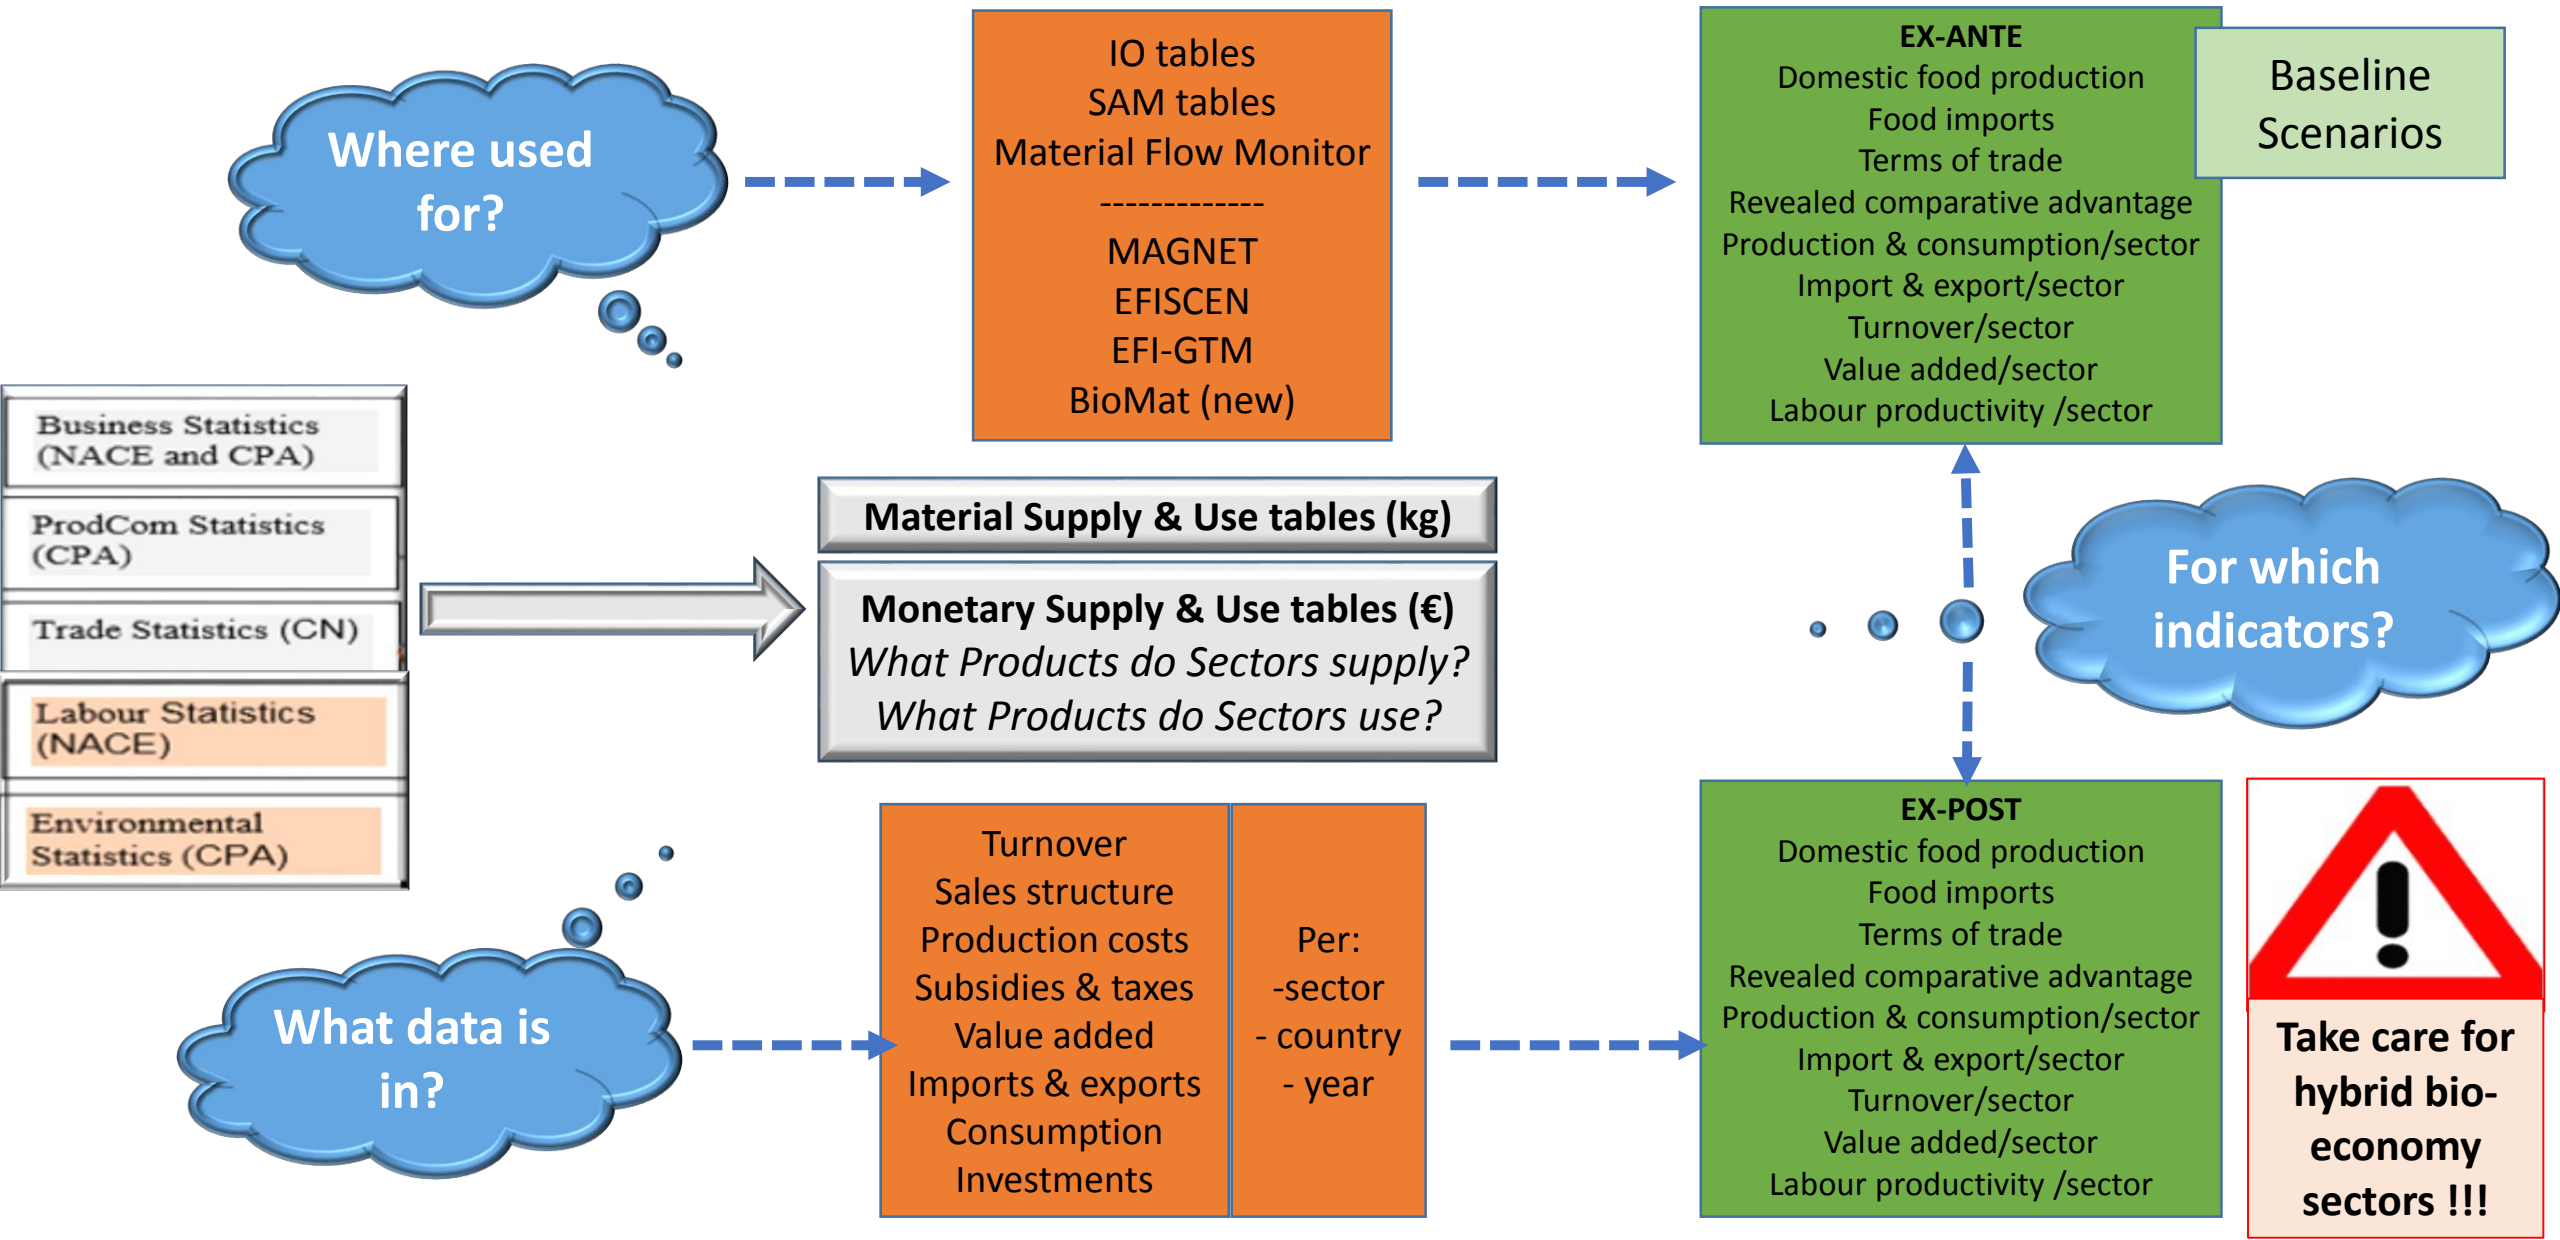 Where used
for?
IO tables
SAM tables
Material Flow Monitor
-------------
MAGNET
EFISCEN
EFI-GTM
BioMat (new)
EX-ANTE
Domestic food production
Food imports
Terms of trade
Revealed comparative advantage
Production & consumption/sector
Import & export/sector
Turnover/sector
Value added/sector
Labour productivity /sector
Baseline
Scenarios
Business Statistics
(NACE and CPA)
ProdCom Statistics
(CPA)
Trade Statistics (CN)
Labour Statistics
(NACE)
Environmental
Statistics (CPA)
Material Supply & Use tables (kg)
Monetary Supply & Use tables (€)
What Products do Sectors supply?
What Products do Sectors use?
For which
indicators?
What data is
in?
Turnover
Sales structure
Production costs
Subsidies & taxes
Value added
Imports & exports
Consumption
Investments
Per:
-sector
- country
- year
EX-POST
Domestic food production
Food imports
Terms of trade
Revealed comparative advantage
Production & consumption/sector
Import & export/sector
Turnover/sector
Value added/sector
Labour productivity /sector
Take care for
hybrid bio-
economy
sectors !!!